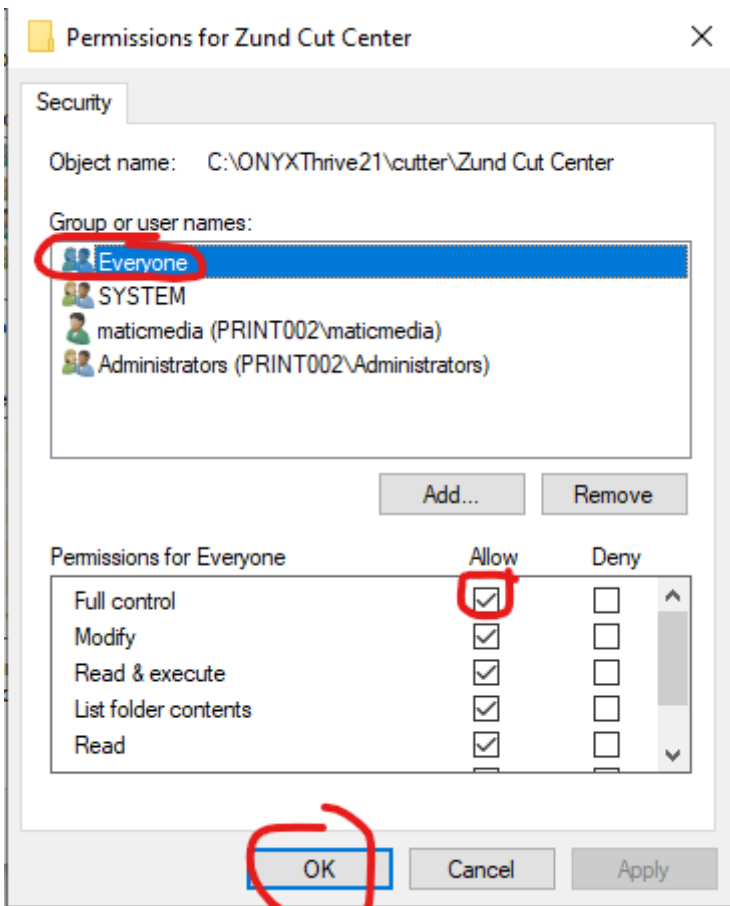 Permissions for Zund Cut Center
Security
Object name: C:\ONYXThrive21\cutter\Zund Cut Center
Group or user names:
Everyone
SYSTEM
maticmedia (PRINT002\maticmedia)
Administrators (PRINT002\Administrators)
Add... Remove
Permissions for Everyone Allow Deny
Full control
Modify
Read & execute
List folder contents
Read
OK Cancel Apply